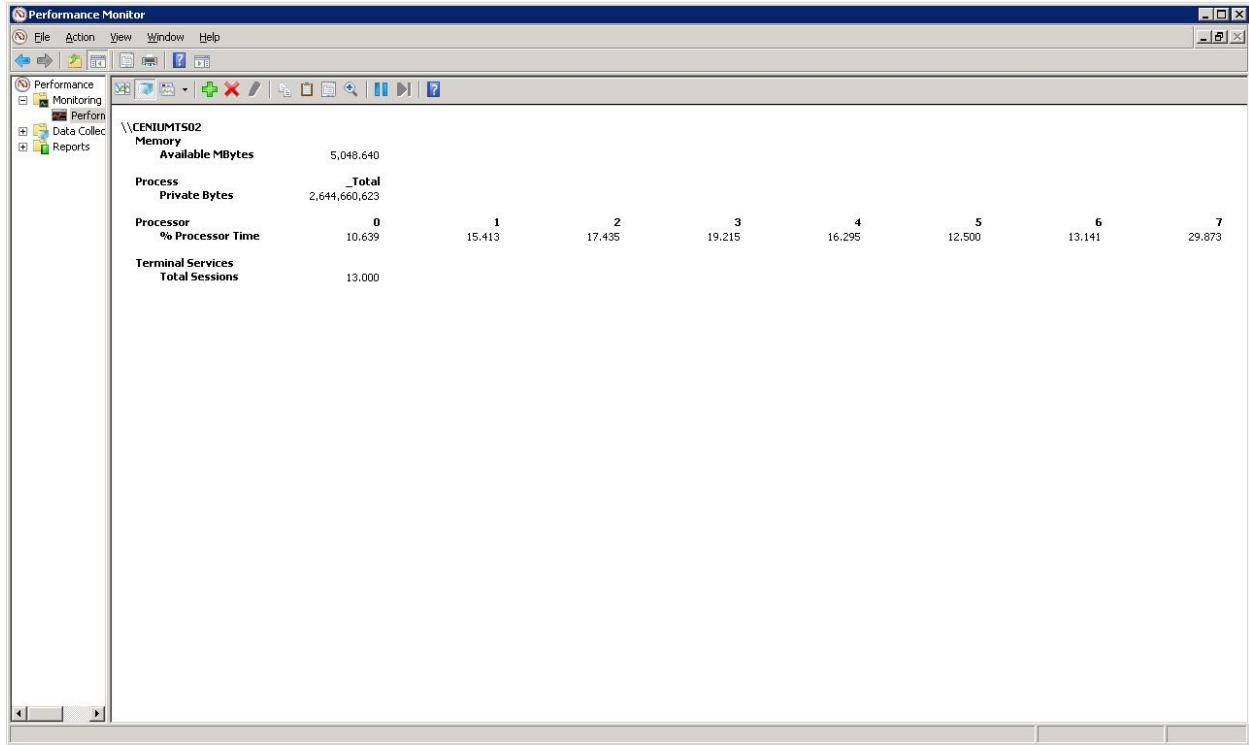 Performance Monitor
File Action View Window Help
Performance
Monitoring
Perforn
Data Collec
Reports
\\CENIUMTS02
Memory
Available MBytes 5,048.640
Process _Total
Private Bytes 2,644,660,623
Processor 0 1 2 3 4 5 6 7
% Processor Time 10.639 15.413 17.435 19.215 16.295 12.500 13.141 29.873
Terminal Services
Total Sessions 13.000